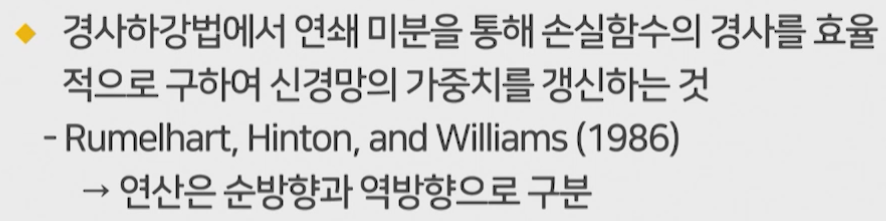 ◆ 경사하강법에서 연쇄 미분을 통해 손실함수의 경사를 효율
적으로 구하여 신경망의 가중치를 갱신하는 것
- Rumelhart, Hinton, and Williams (1986)
→ 연산은 순방향과 역방향으로 구분